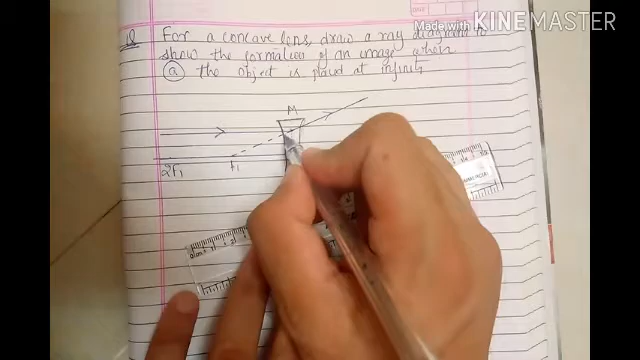 Made with KINEMASTER
Q For a concave lens, draw a ray diagram to
show the formation of an image when
(a) the object is placed at infinity
M
2F1 F1